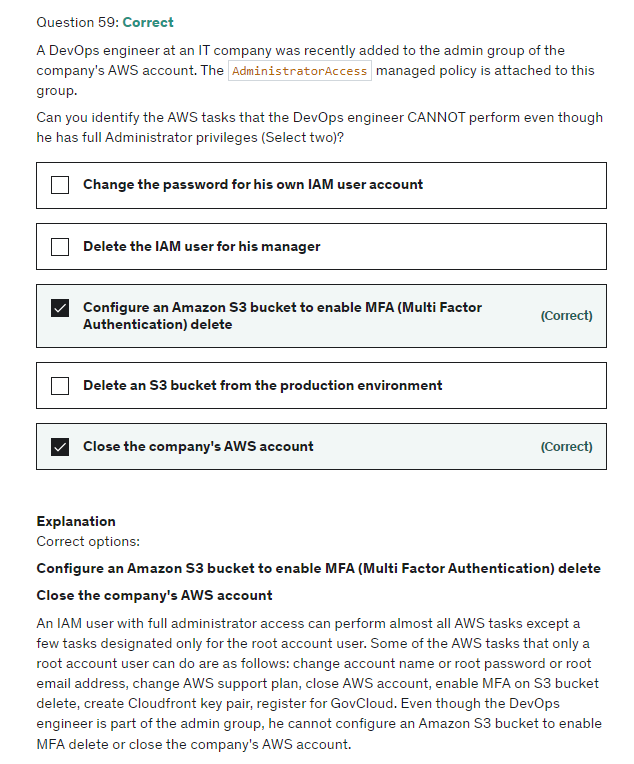 Question 59: Correct
A DevOps engineer at an IT company was recently added to the admin group of the
company's AWS account. The AdministratorAccess managed policy is attached to this
group.
Can you identify the AWS tasks that the DevOps engineer CANNOT perform even though
he has full Administrator privileges (Select two)?
Change the password for his own IAM user account
Delete the IAM user for his manager
Configure an Amazon S3 bucket to enable MFA (Multi Factor
Authentication) delete
(Correct)
Delete an S3 bucket from the production environment
Close the company's AWS account
(Correct)
Explanation
Correct options:
Configure an Amazon S3 bucket to enable MFA (Multi Factor Authentication) delete
Close the company's AWS account
An IAM user with full administrator access can perform almost all AWS tasks except a
few tasks designated only for the root account user. Some of the AWS tasks that only a
root account user can do are as follows: change account name or root password or root
email address, change AWS support plan, close AWS account, enable MFA on S3 bucket
delete, create Cloudfront key pair, register for GovCloud. Even though the DevOps
engineer is part of the admin group, he cannot configure an Amazon S3 bucket to enable
MFA delete or close the company's AWS account.